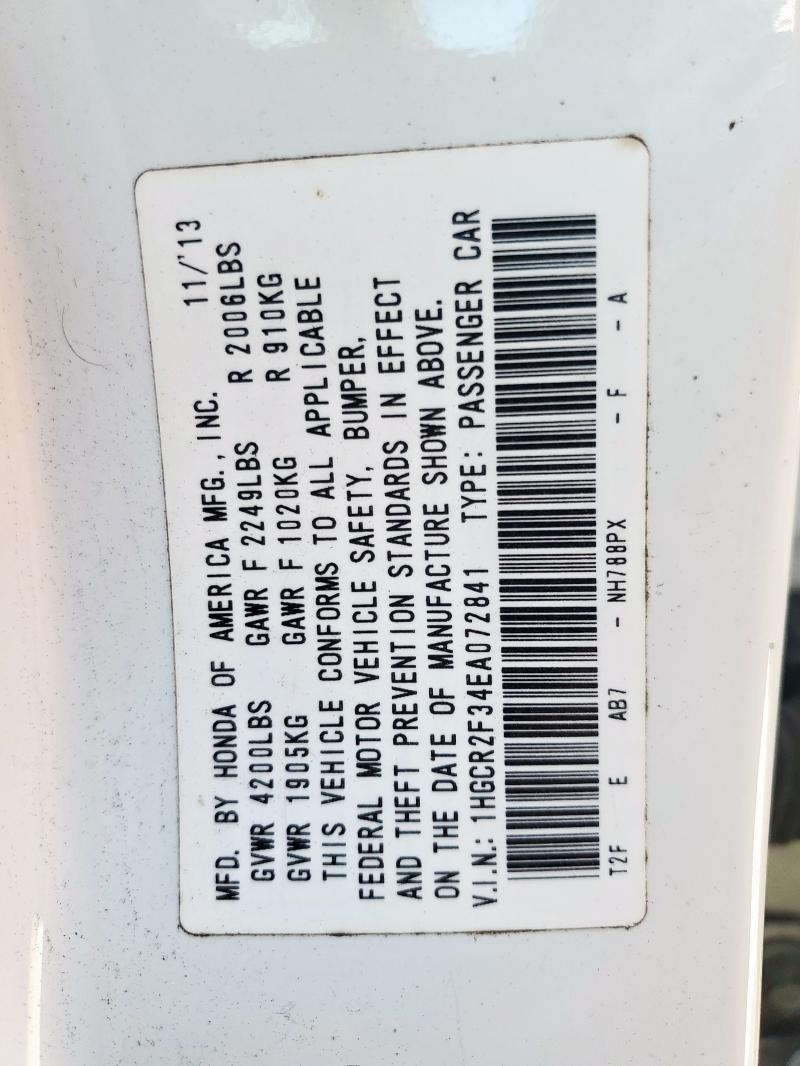 MFD. BY HONDA OF AMERICA MFG., INC. 11/'13
GVWR 4200LBS GAWR F 2249LBS R 2006LBS
GVWR 1905KG GAWR F 1020KG R 910KG
THIS VEHICLE CONFORMS TO ALL APPLICABLE
FEDERAL MOTOR VEHICLE SAFETY, BUMPER,
AND THEFT PREVENTION STANDARDS IN EFFECT
ON THE DATE OF MANUFACTURE SHOWN ABOVE.
V.I.N.: 1HGCR2F34EA072841 TYPE: PASSENGER CAR
T2F E AB7 - NH788PX - F - A